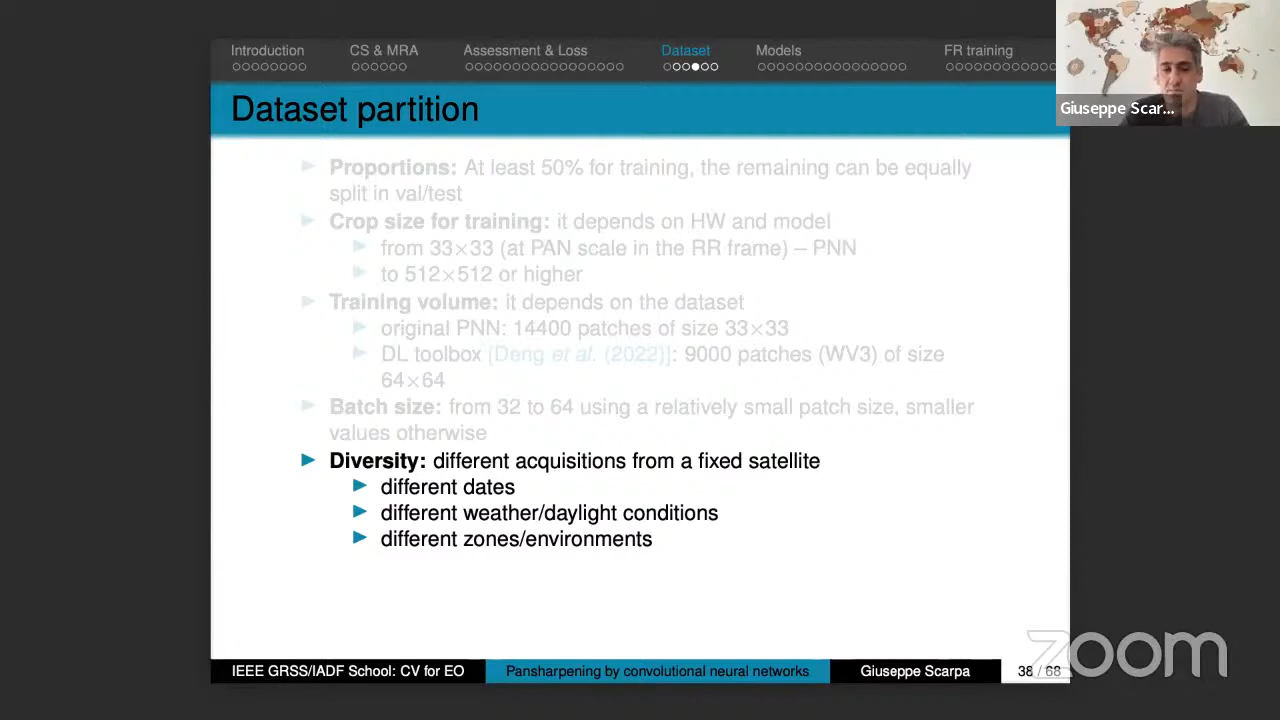 Introduction
CS & MRA
Assessment & Loss
Dataset
Models
FR training
Giuseppe Scar...
Dataset partition
Proportions: At least 50% for training, the remaining can be equally
split in val/test
Crop size for training: it depends on HW and model
from 33×33 (at PAN scale in the RR frame) – PNN
to 512×512 or higher
Training volume: it depends on the dataset
original PNN: 14400 patches of size 33×33
DL toolbox [Deng et al. (2022)]: 9000 patches (WV3) of size
64×64
Batch size: from 32 to 64 using a relatively small patch size, smaller
values otherwise
Diversity: different acquisitions from a fixed satellite
different dates
different weather/daylight conditions
different zones/environments
IEEE GRSS/IADF School: CV for EO
Pansharpening by convolutional neural networks
Giuseppe Scarpa
38 / 68
zoom